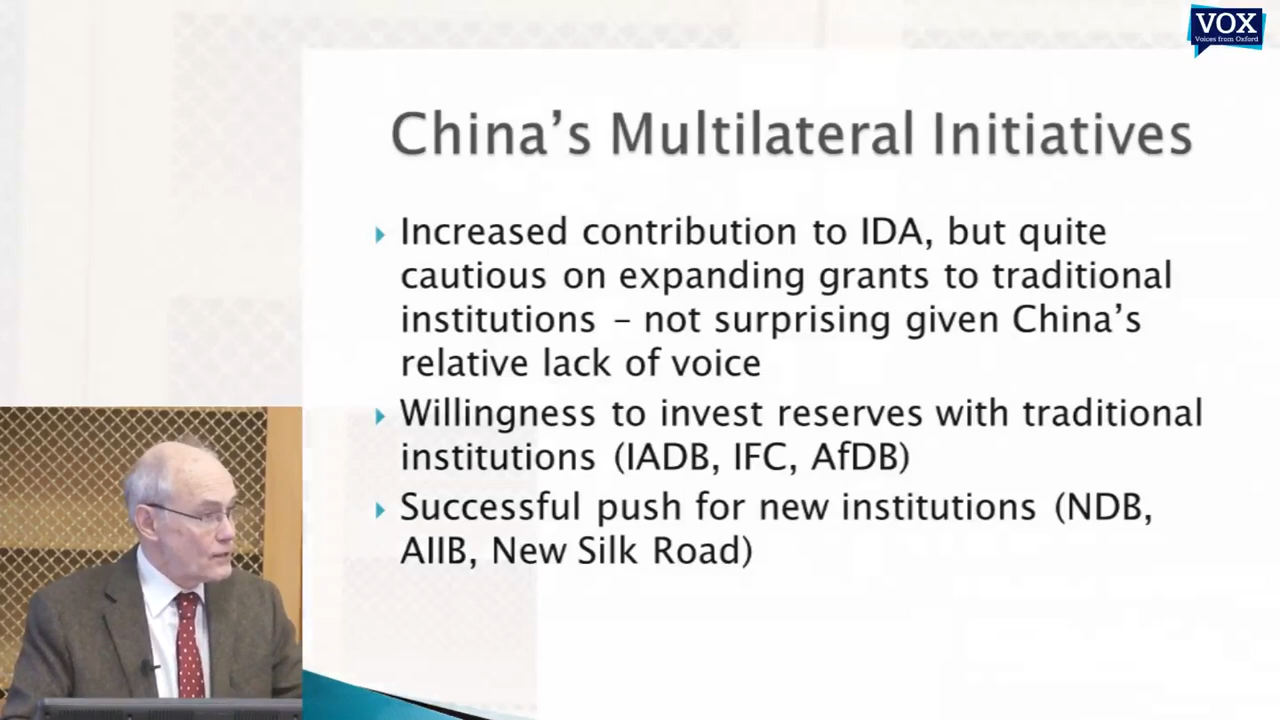 VOX
Voices from Oxford
China’s Multilateral Initiatives
Increased contribution to IDA, but quite
cautious on expanding grants to traditional
institutions – not surprising given China’s
relative lack of voice
Willingness to invest reserves with traditional
institutions (IADB, IFC, AfDB)
Successful push for new institutions (NDB,
AIIB, New Silk Road)